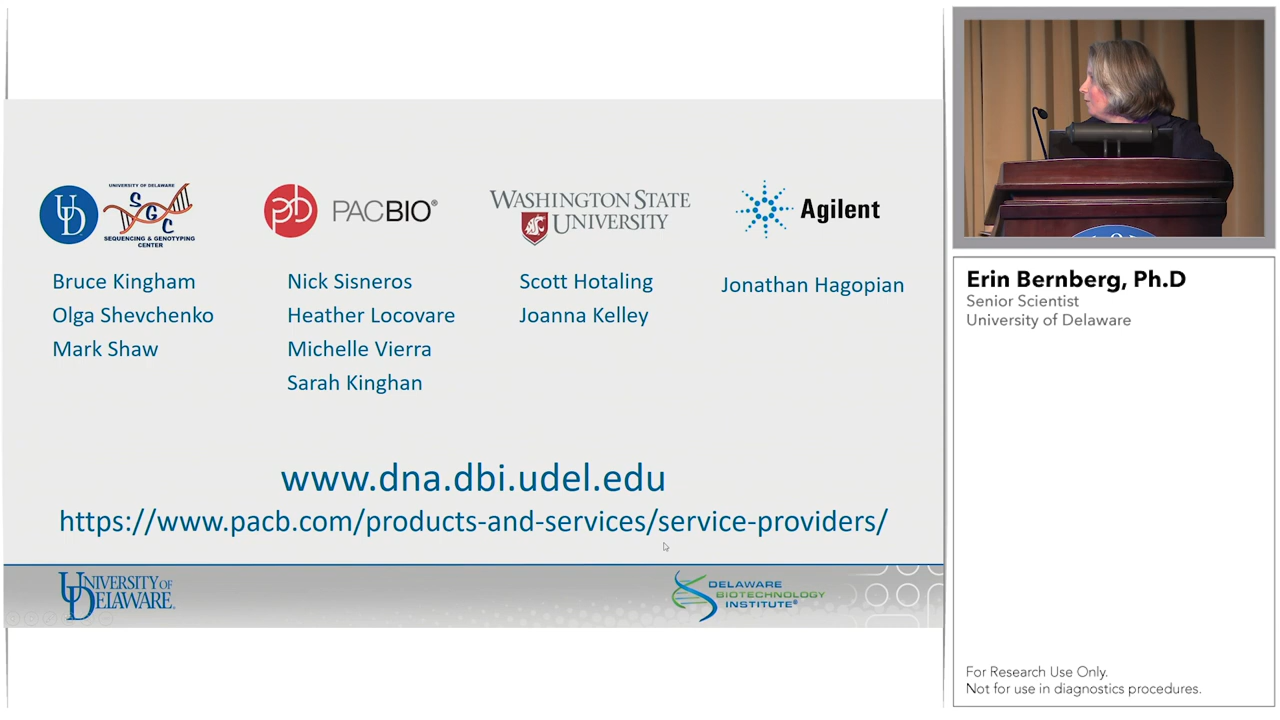 UNIVERSITY OF DELAWARE
SGC
SEQUENCING & GENOTYPING
CENTER
UD
Bruce Kingham
Olga Shevchenko
Mark Shaw
pb PACBIO®
Nick Sisneros
Heather Locovare
Michelle Vierra
Sarah Kinghan
WASHINGTON STATE
UNIVERSITY
Scott Hotaling
Joanna Kelley
Agilent
Jonathan Hagopian
www.dna.dbi.udel.edu
https://www.pacb.com/products-and-services/service-providers/
UNIVERSITY OF
DELAWARE
DELAWARE
BIOTECHNOLOGY
INSTITUTE®
Erin Bernberg, Ph.D
Senior Scientist
University of Delaware
For Research Use Only.
Not for use in diagnostics procedures.